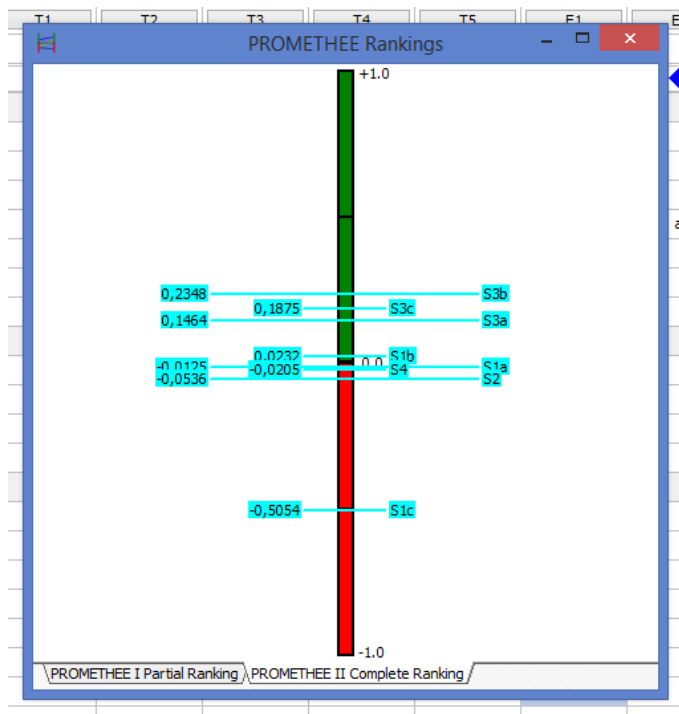 T1 T2 T3 T4 T5 E1 E
PROMETHEE Rankings
+1.0
0,2348 S3b
0,1875 S3c
0,1464 S3a
0,0232 S1b
0.0
-0,0125 S1a
-0,0205 S4
-0,0536 S2
-0,5054 S1c
-1.0
PROMETHEE I Partial Ranking PROMETHEE II Complete Ranking